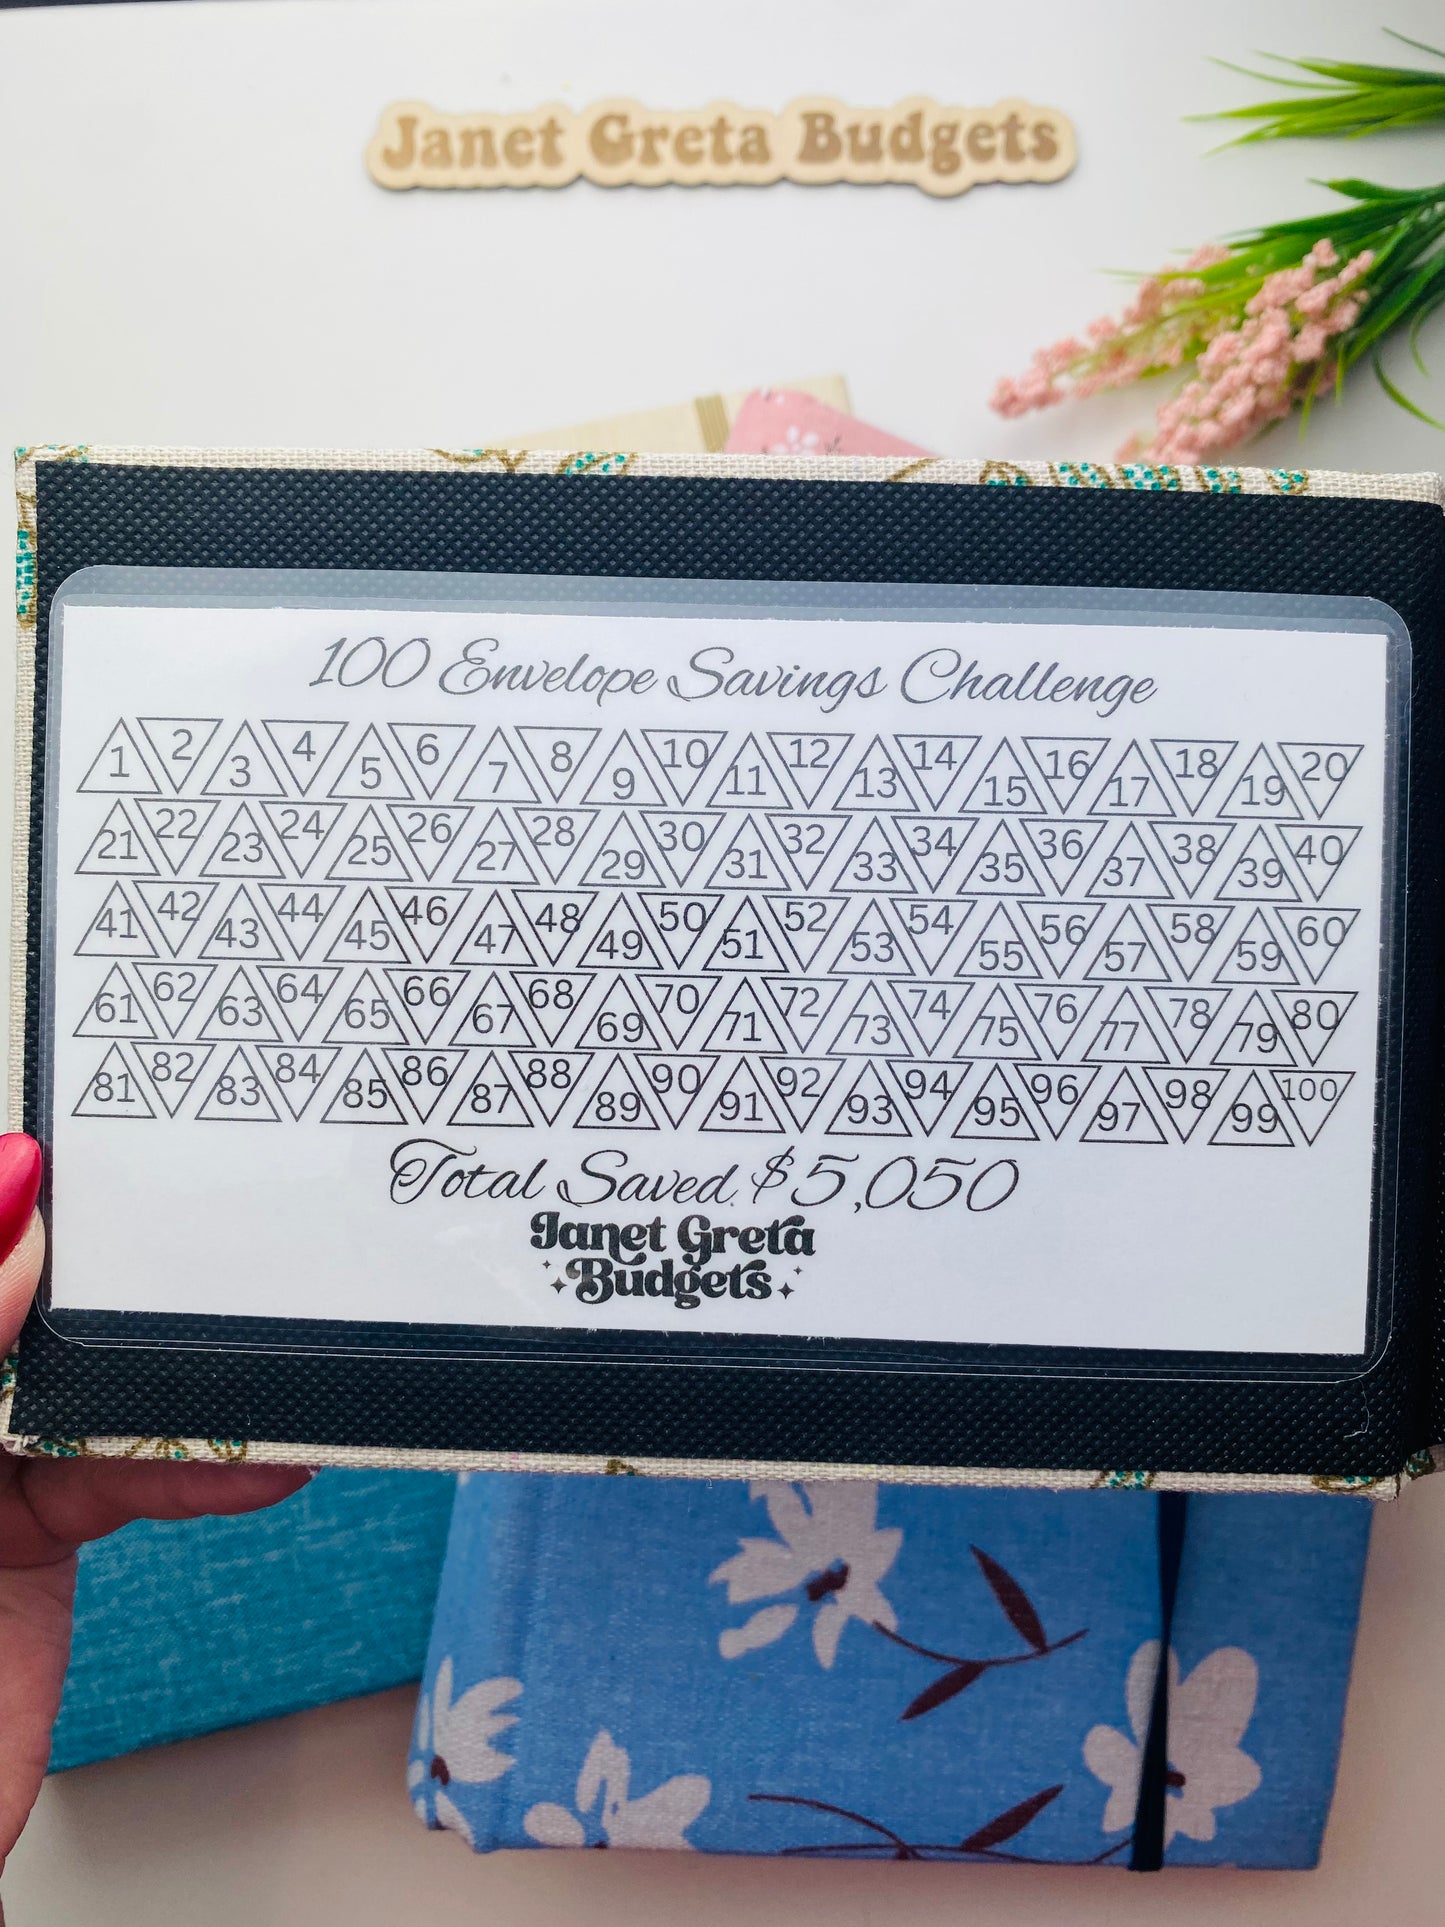 Janet Greta Budgets
100 Envelope Savings Challenge
1 2 3 4 5 6 7 8 9 10 11 12 13 14 15 16 17 18 19 20
21 22 23 24 25 26 27 28 29 30 31 32 33 34 35 36 37 38 39 40
41 42 43 44 45 46 47 48 49 50 51 52 53 54 55 56 57 58 59 60
61 62 63 64 65 66 67 68 69 70 71 72 73 74 75 76 77 78 79 80
81 82 83 84 85 86 87 88 89 90 91 92 93 94 95 96 97 98 99 100
Total Saved: $5,050
Janet Greta
Budgets